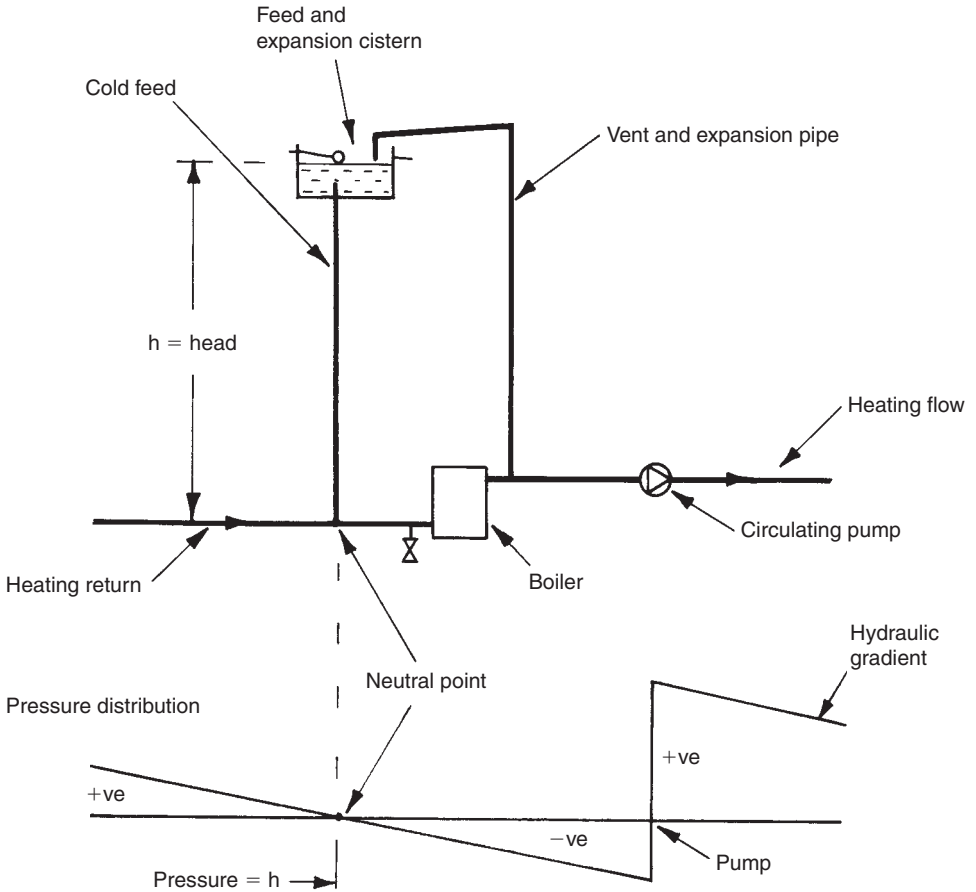 Feed and
expansion cistern
Cold feed
Vent and expansion pipe
h = head
Heating flow
Circulating pump
Heating return
Boiler
Hydraulic
gradient
Neutral point
Pressure distribution
+ve
+ve
−ve
Pump
Pressure = h